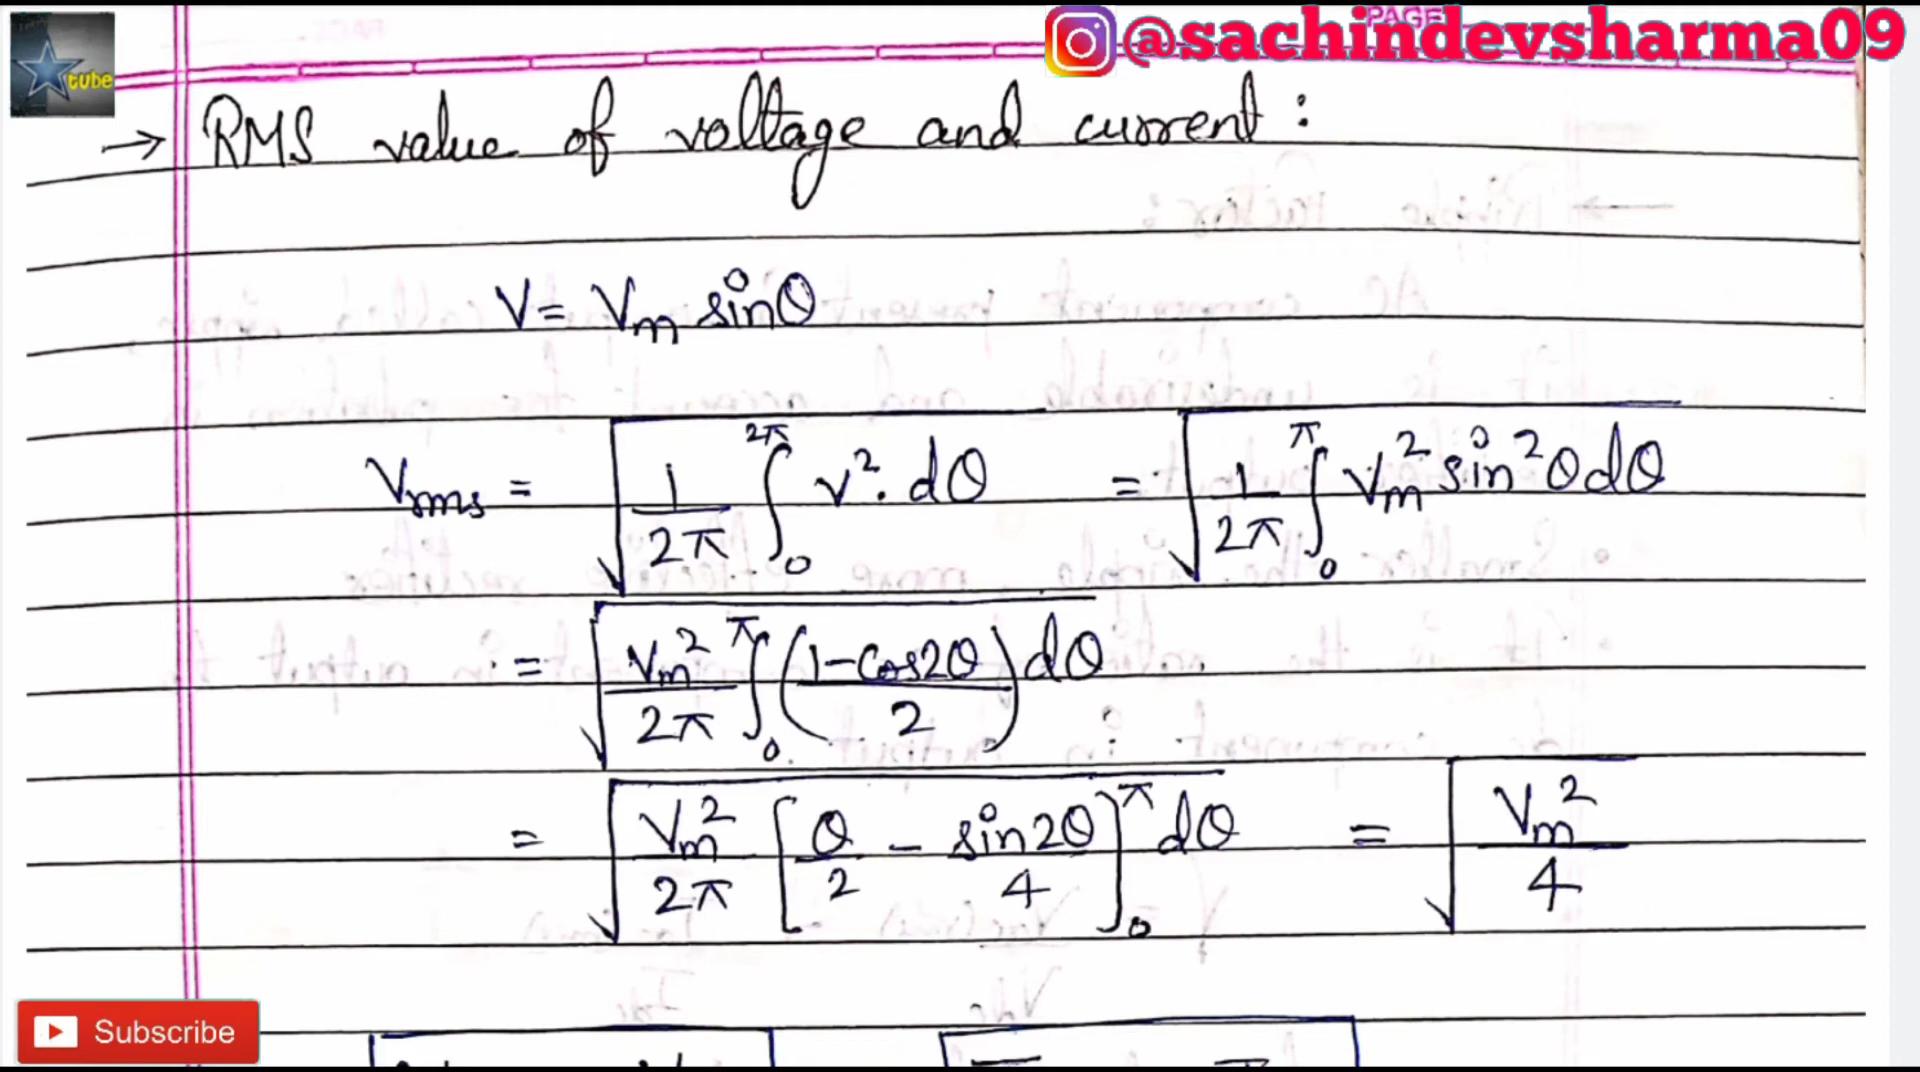 PAGE
@sachindevsharma09
tube
→ RMS value of voltage and current:
V = Vm sinθ
Vrms = √(1/2π ∫₀^2π v². dθ) = √(1/2π ∫₀^π Vm² sin²θ dθ)
= √(Vm²/2π ∫₀^π ((1-Cos2θ)/2) dθ)
= √(Vm²/2π [θ/2 - sin2θ/4]₀^π dθ) = √(Vm²/4)
Subscribe